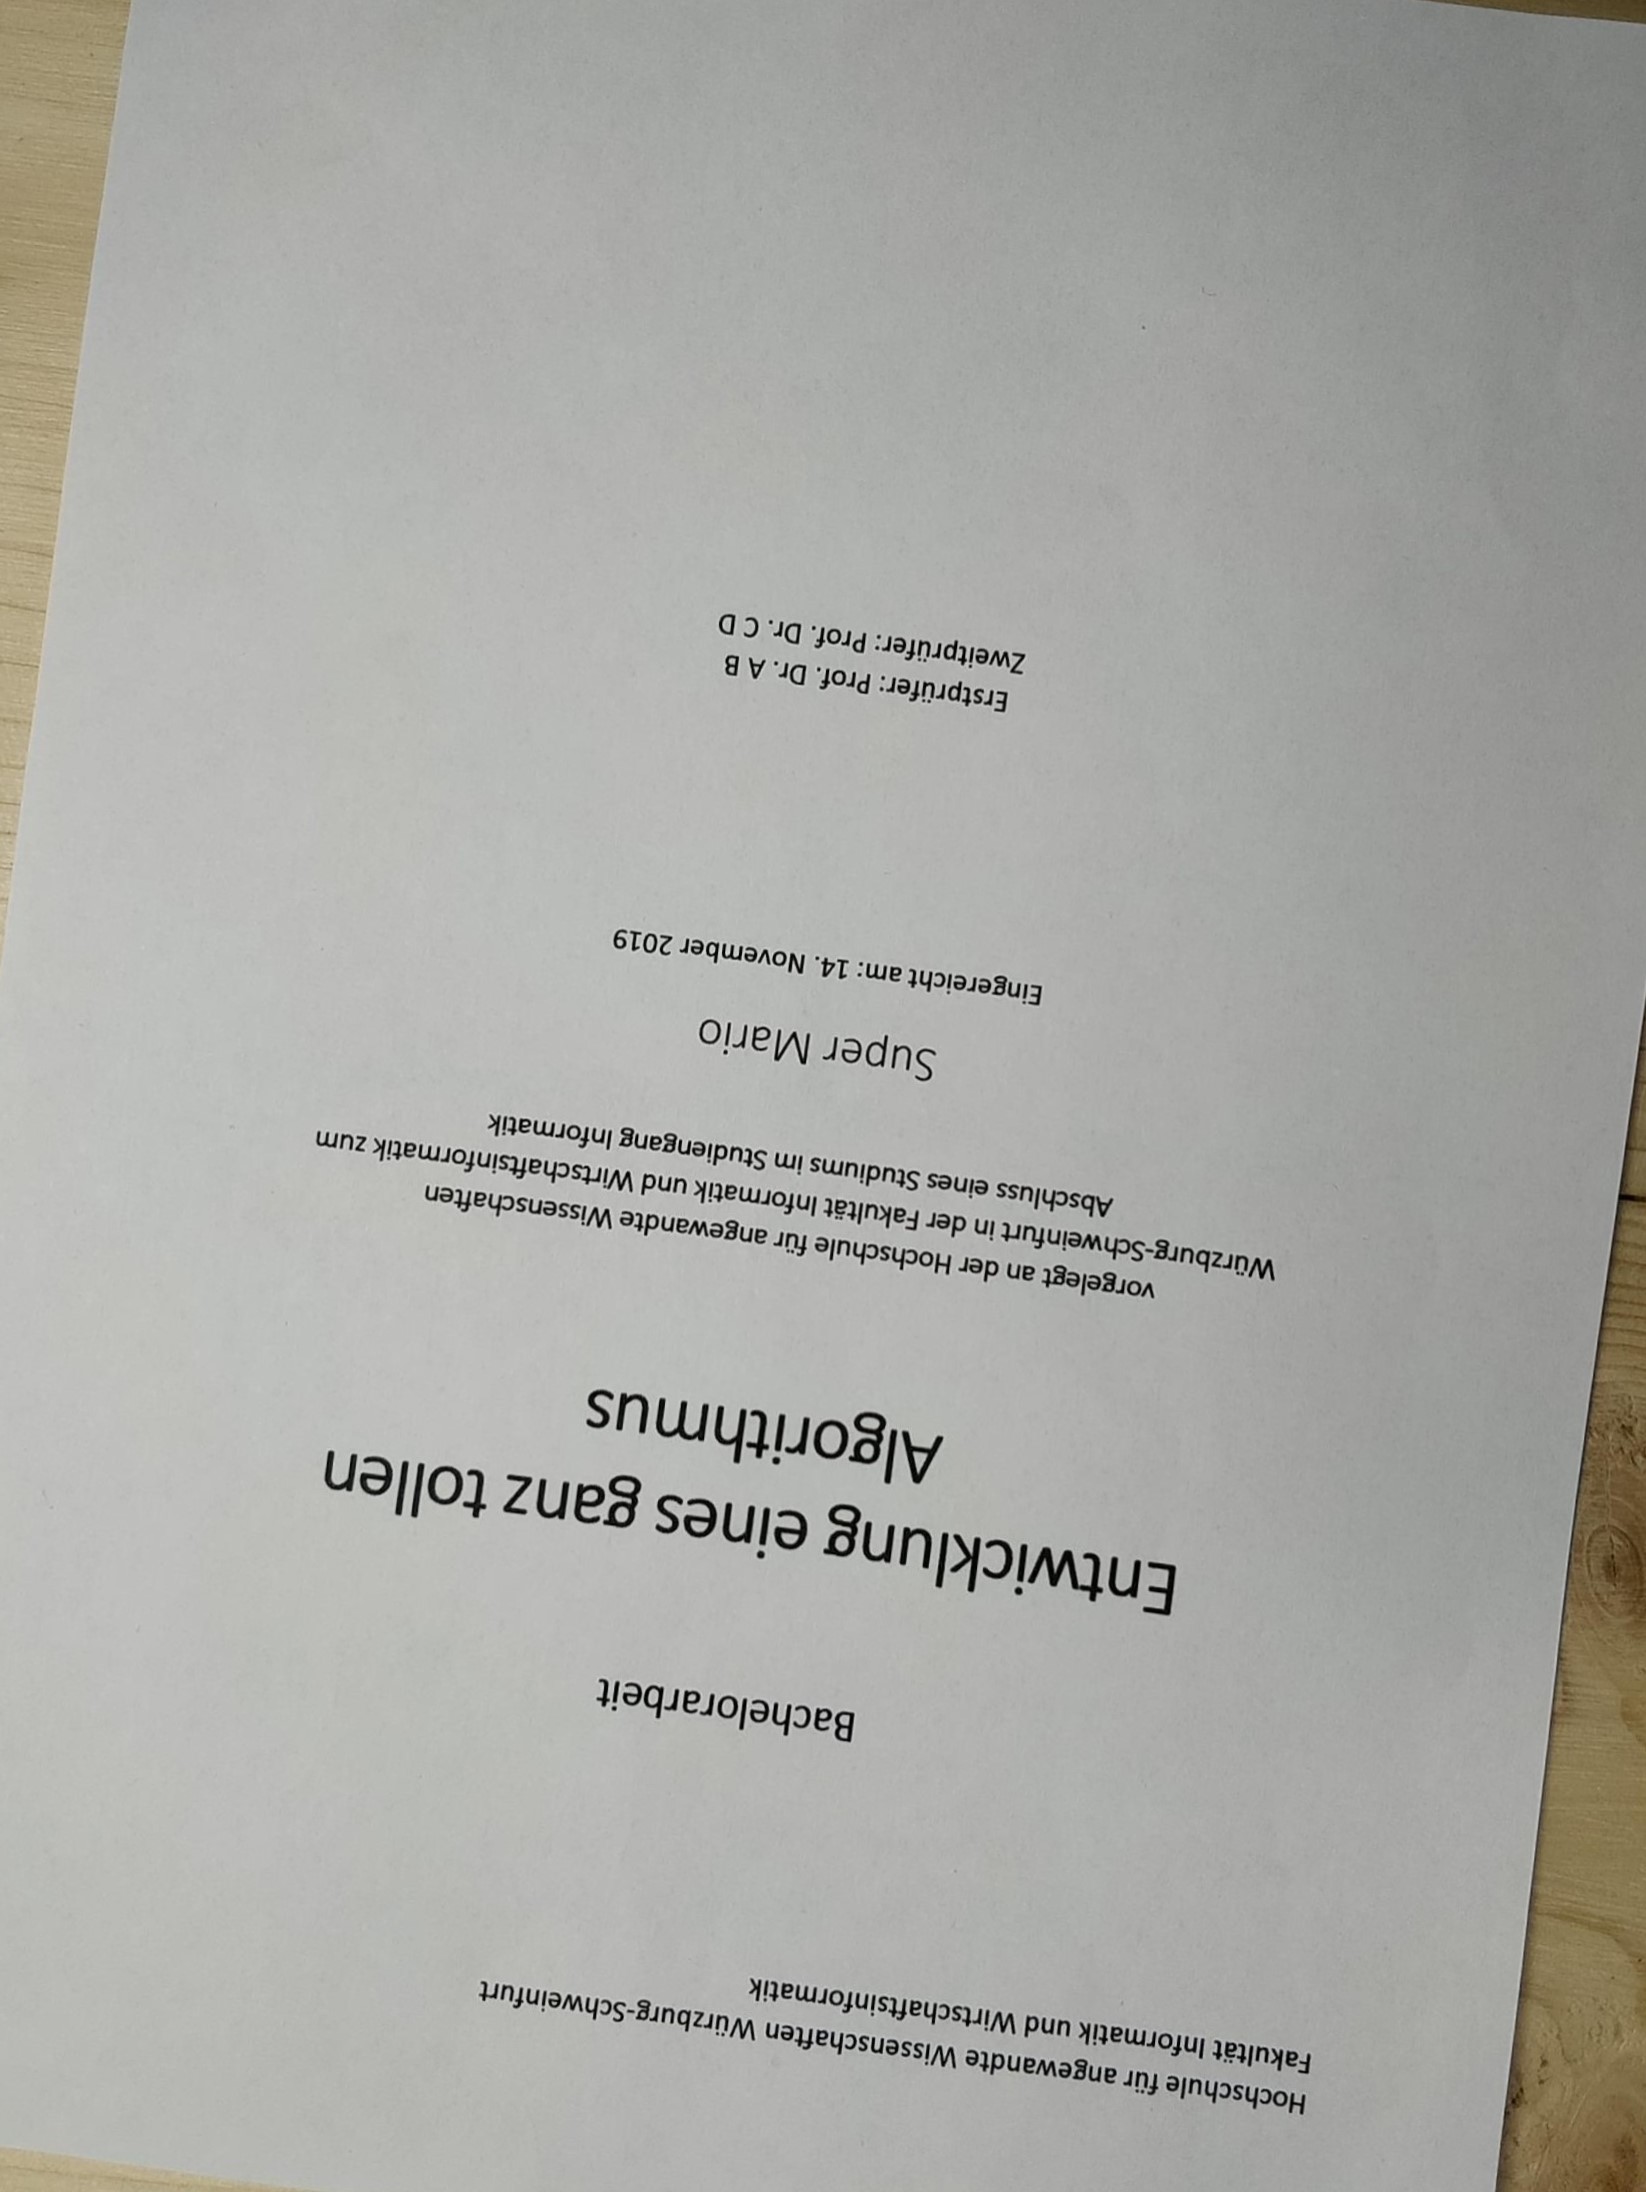 Hochschule für angewandte Wissenschaften Würzburg-Schweinfurt
Fakultät Informatik und Wirtschaftsinformatik
Bachelorarbeit
Entwicklung eines ganz tollen
Algorithmus
vorgelegt an der Hochschule für angewandte Wissenschaften
Würzburg-Schweinfurt in der Fakultät Informatik und Wirtschaftsinformatik zum
Abschluss eines Studiums im Studiengang Informatik
Super Mario
Eingereicht am: 14. November 2019
Erstprüfer: Prof. Dr. A B
Zweitprüfer: Prof. Dr. C D